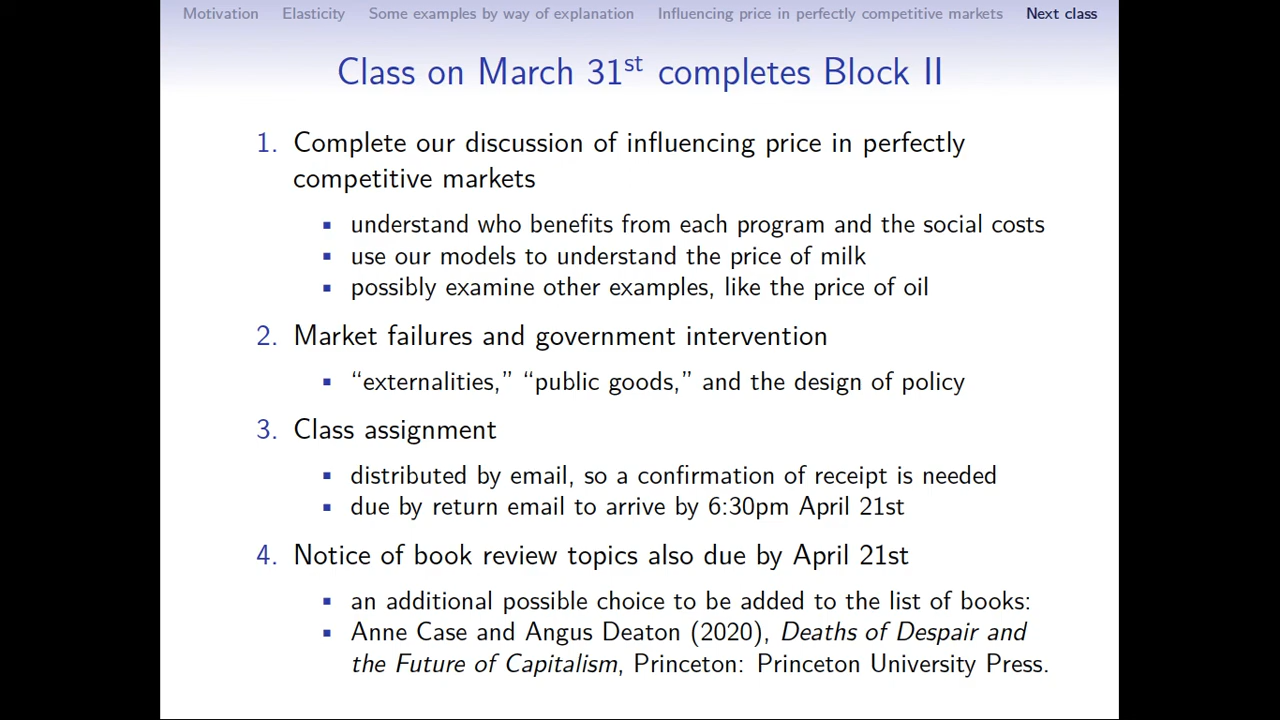 Motivation Elasticity Some examples by way of explanation Influencing price in perfectly competitive markets Next class
Class on March 31st completes Block II
1. Complete our discussion of influencing price in perfectly
competitive markets
▪ understand who benefits from each program and the social costs
▪ use our models to understand the price of milk
▪ possibly examine other examples, like the price of oil
2. Market failures and government intervention
▪ “externalities,” “public goods,” and the design of policy
3. Class assignment
▪ distributed by email, so a confirmation of receipt is needed
▪ due by return email to arrive by 6:30pm April 21st
4. Notice of book review topics also due by April 21st
▪ an additional possible choice to be added to the list of books:
▪ Anne Case and Angus Deaton (2020), Deaths of Despair and
the Future of Capitalism, Princeton: Princeton University Press.